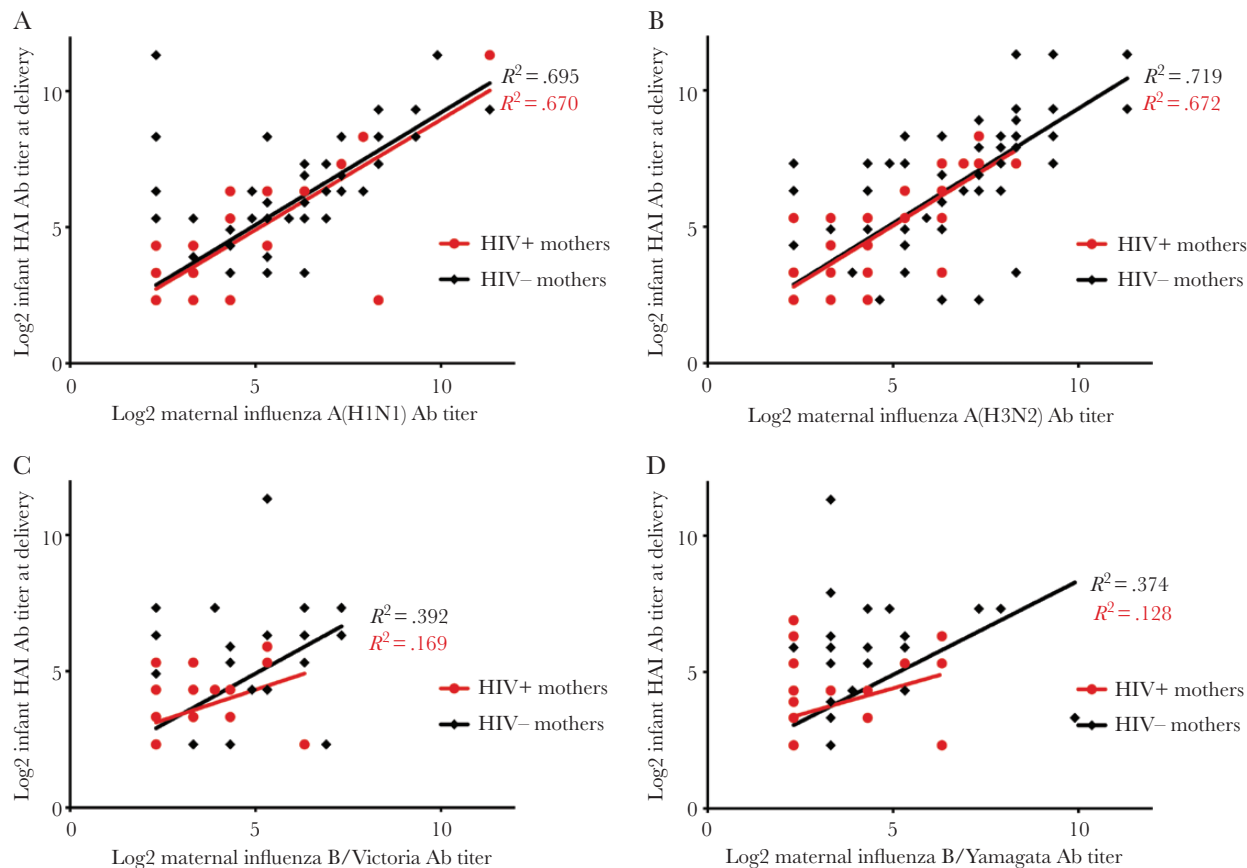 A
Log2 infant HAI Ab titer at delivery
10
5
0
0
5
10
R² = .695
R² = .670
HIV+ mothers
HIV– mothers
Log2 maternal influenza A(H1N1) Ab titer
B
Log2 infant HAI Ab titer at delivery
10
5
0
0
5
10
R² = .719
R² = .672
HIV+ mothers
HIV– mothers
Log2 maternal influenza A(H3N2) Ab titer
C
Log2 infant HAI Ab titer at delivery
10
5
0
0
5
10
R² = .392
R² = .169
HIV+ mothers
HIV– mothers
Log2 maternal influenza B/Victoria Ab titer
D
Log2 infant HAI Ab titer at delivery
10
5
0
0
5
10
R² = .374
R² = .128
HIV+ mothers
HIV– mothers
Log2 maternal influenza B/Yamagata Ab titer